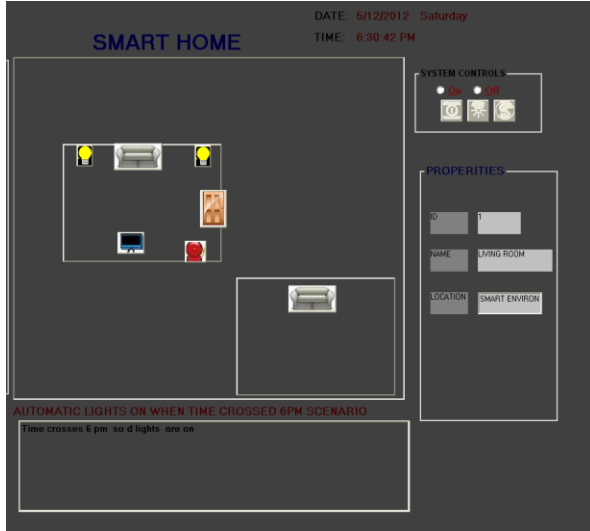 DATE: 5/12/2012 Saturday
SMART HOME
TIME: 6:30:42 PM
SYSTEM CONTROLS
On Off
PROPERITIES
ID 1
NAME LIVING ROOM
LOCATION SMART ENVIRON
AUTOMATIC LIGHTS ON WHEN TIME CROSSED 6PM SCENARIO
Time crosses 6 pm so d lights are on